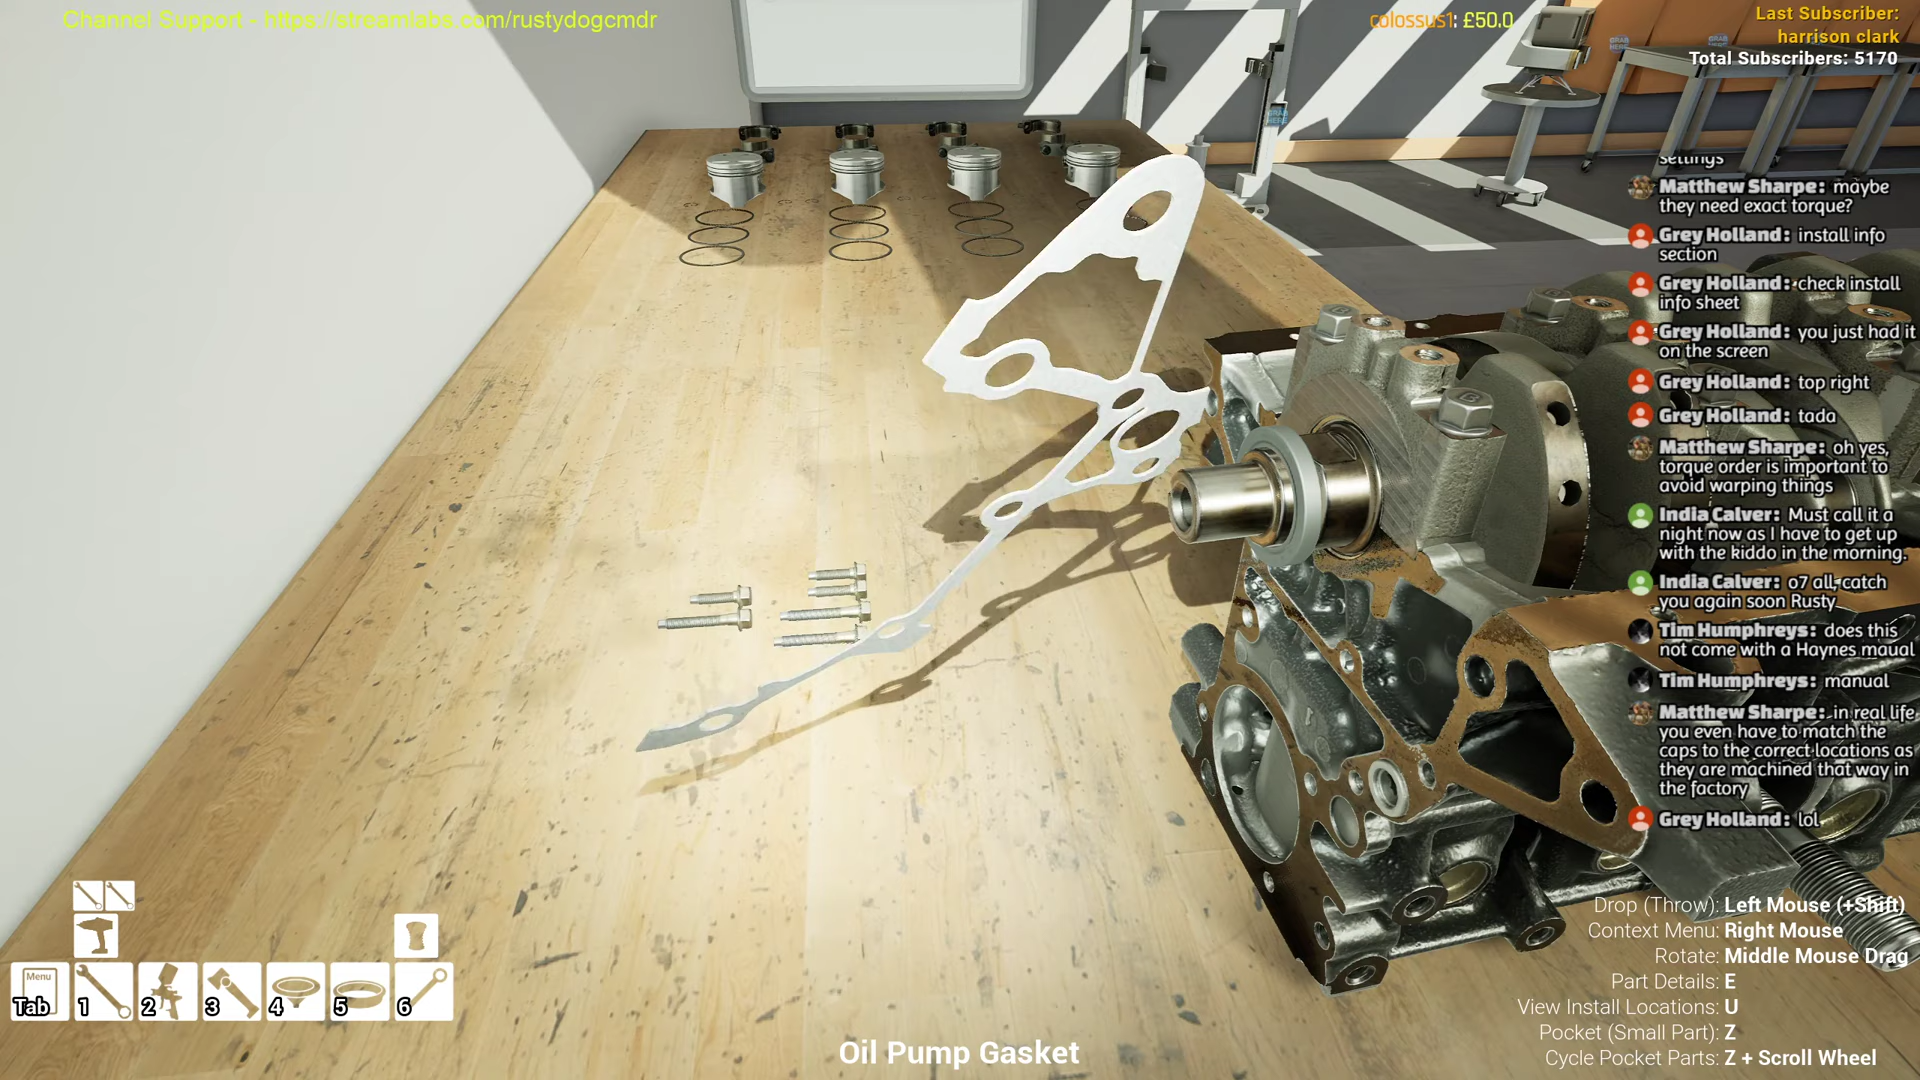 Channel Support - https://streamlabs.com/rustydogcmdr
colossus1: £50.0
Last Subscriber:
harrison clark
Total Subscribers: 5170
GRAB
HERE
GRAB
HERE
settings
Matthew Sharpe: maybe
they need exact torque?
Grey Holland: install info
section
Grey Holland: check install
info sheet
Grey Holland: you just had it
on the screen
Grey Holland: top right
Grey Holland: tada
Matthew Sharpe: oh yes,
torque order is important to
avoid warping things
India Calver: Must call it a
night now as I have to get up
with the kiddo in the morning.
India Calver: o7 all, catch
you again soon Rusty
Tim Humphreys: does this
not come with a Haynes maual
Tim Humphreys: manual
Matthew Sharpe: in real life
you even have to match the
caps to the correct locations as
they are machined that way in
the factory
Grey Holland: lol
Drop (Throw): Left Mouse (+Shift)
Context Menu: Right Mouse
Rotate: Middle Mouse Drag
Part Details: E
View Install Locations: U
Pocket (Small Part): Z
Cycle Pocket Parts: Z + Scroll Wheel
Menu
Tab 1 2 3 4 5 6
Oil Pump Gasket